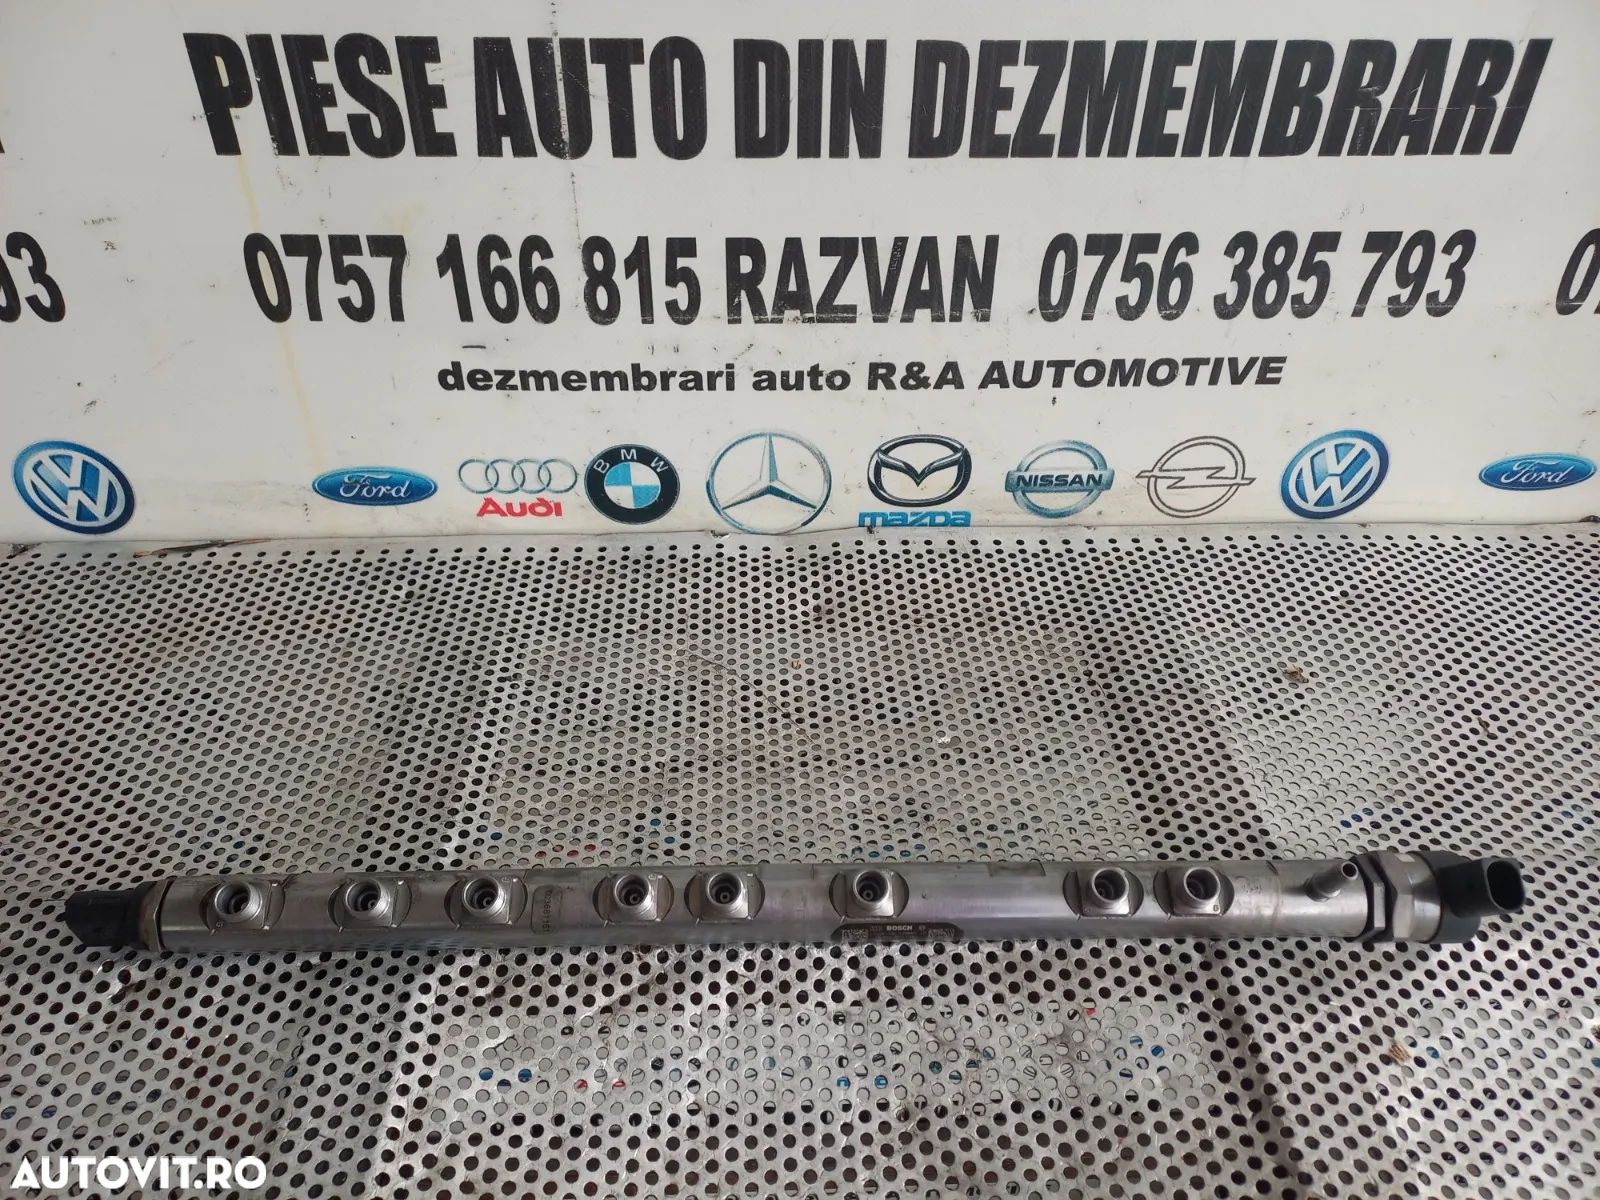 PIESE AUTO DIN DEZMEMBRARI
93 0757 166 815 RAZVAN 0756 385 793
dezmembrari auto R&A AUTOMOTIVE
Ford Audi BMW mazda NISSAN Ford
BOSCH
AUTOVIT.RO